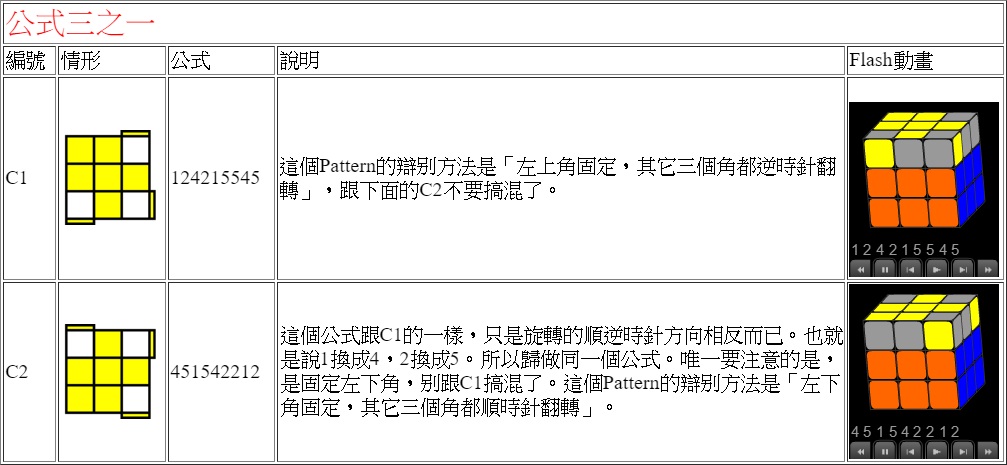 公式三之一
編號 情形 公式 說明 Flash動畫
C1
124215545
這個Pattern的辯別方法是「左上角固定，其它三個角都逆時針翻
轉」，跟下面的C2不要搞混了。
1 2 4 2 1 5 5 4 5
C2
451542212
這個公式跟C1的一樣，只是旋轉的順逆時針方向相反而已。也就
是說1換成4，2換成5。所以歸做同一個公式。唯一要注意的是，
是固定左下角，別跟C1搞混了。這個Pattern的辯別方法是「左下
角固定，其它三個角都順時針翻轉」。
4 5 1 5 4 2 2 1 2